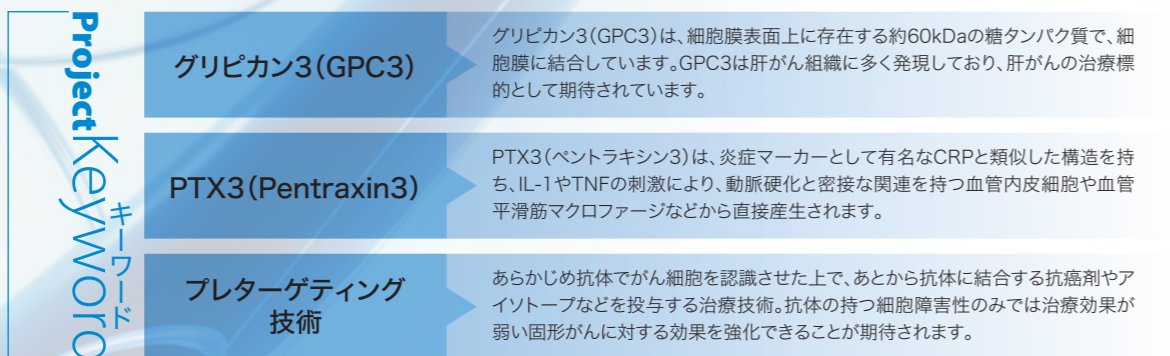 Project Keyword
キーワード
グリピカン3(GPC3)
グリピカン3(GPC3)は、細胞膜表面上に存在する約60kDaの糖タンパク質で、細
胞膜に結合しています。GPC3は肝がん組織に多く発現しており、肝がんの治療標
的として期待されています。
PTX3(Pentraxin3)
PTX3(ペントラキシン3)は、炎症マーカーとして有名なCRPと類似した構造を持
ち、IL-1やTNFの刺激により、動脈硬化と密接な関連を持つ血管内皮細胞や血管
平滑筋マクロファージなどから直接産生されます。
プレターゲティング
技術
あらかじめ抗体でがん細胞を認識させた上で、あとから抗体に結合する抗癌剤やア
イソトープなどを投与する治療技術。抗体の持つ細胞障害性のみでは治療効果が
弱い固形がんに対する効果を強化できることが期待されます。